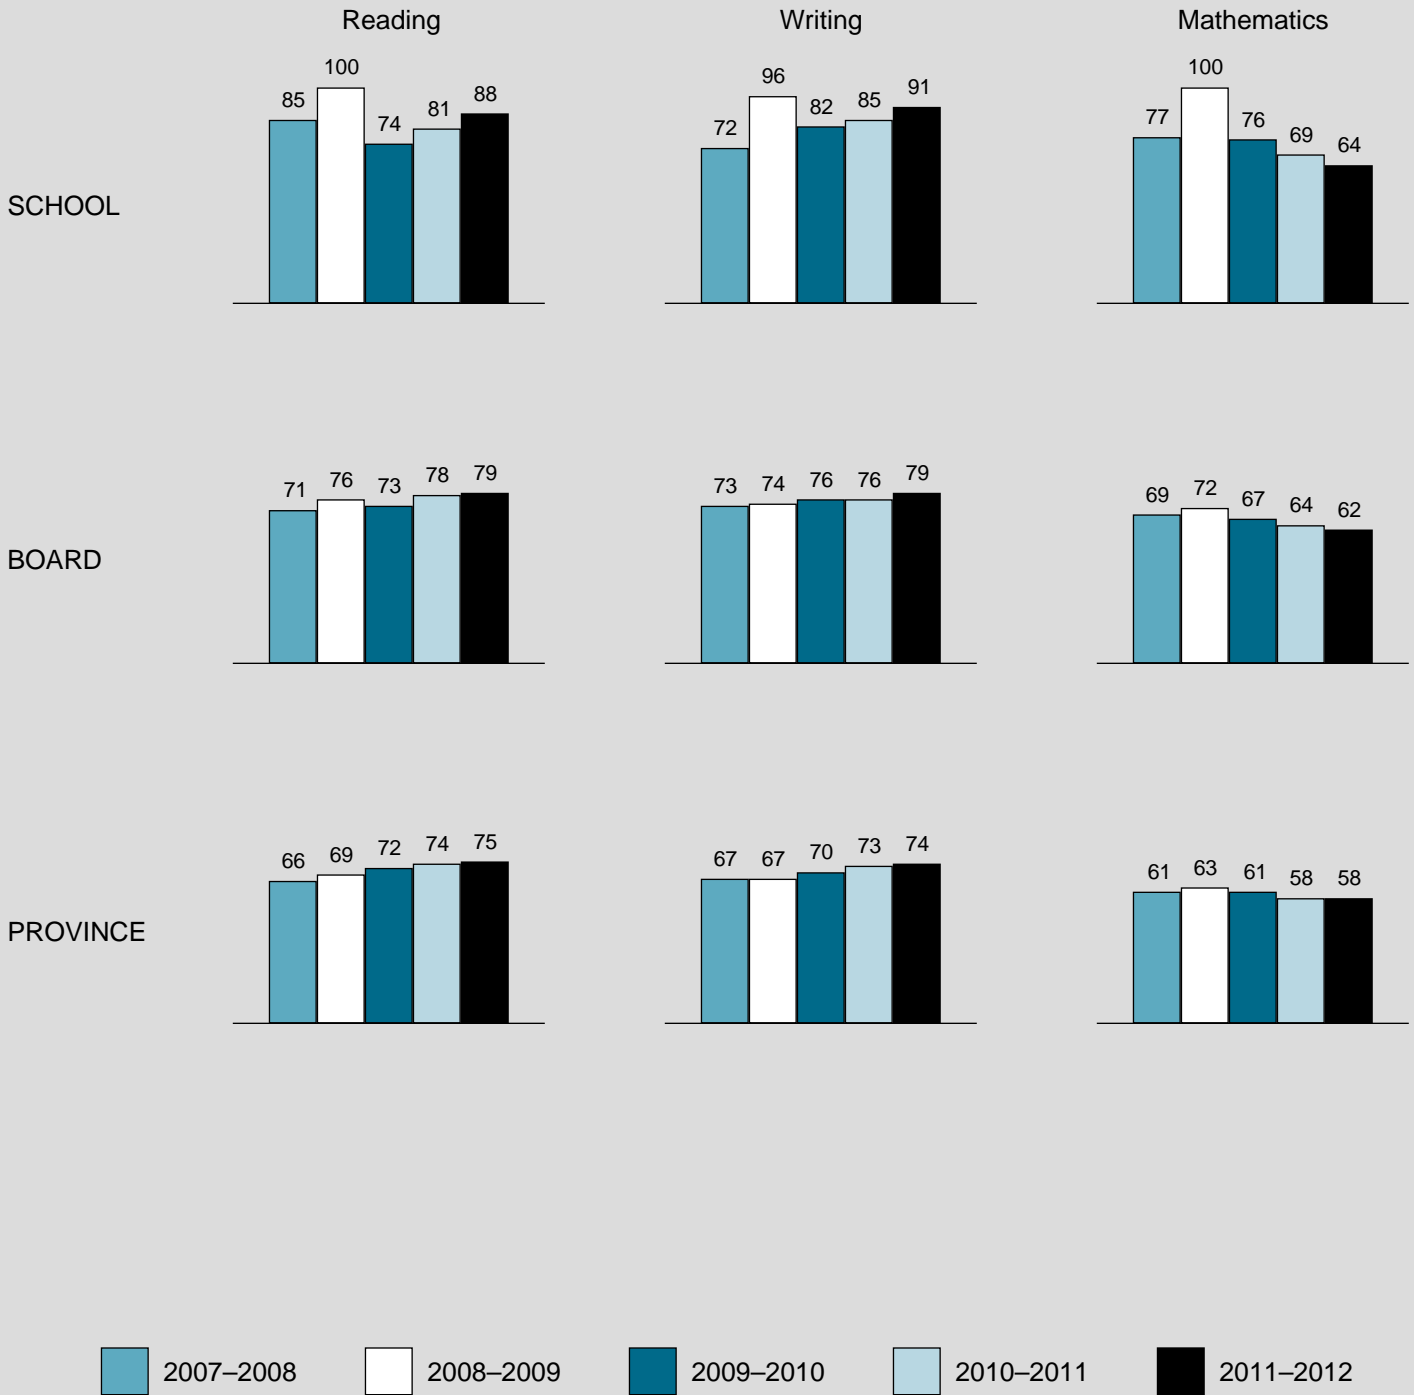 Reading Writing Mathematics
SCHOOL
85 100 74 81 88
72 96 82 85 91
77 100 76 69 64
BOARD
71 76 73 78 79
73 74 76 76 79
69 72 67 64 62
PROVINCE
66 69 72 74 75
67 67 70 73 74
61 63 61 58 58
2007–2008 2008–2009 2009–2010 2010–2011 2011–2012